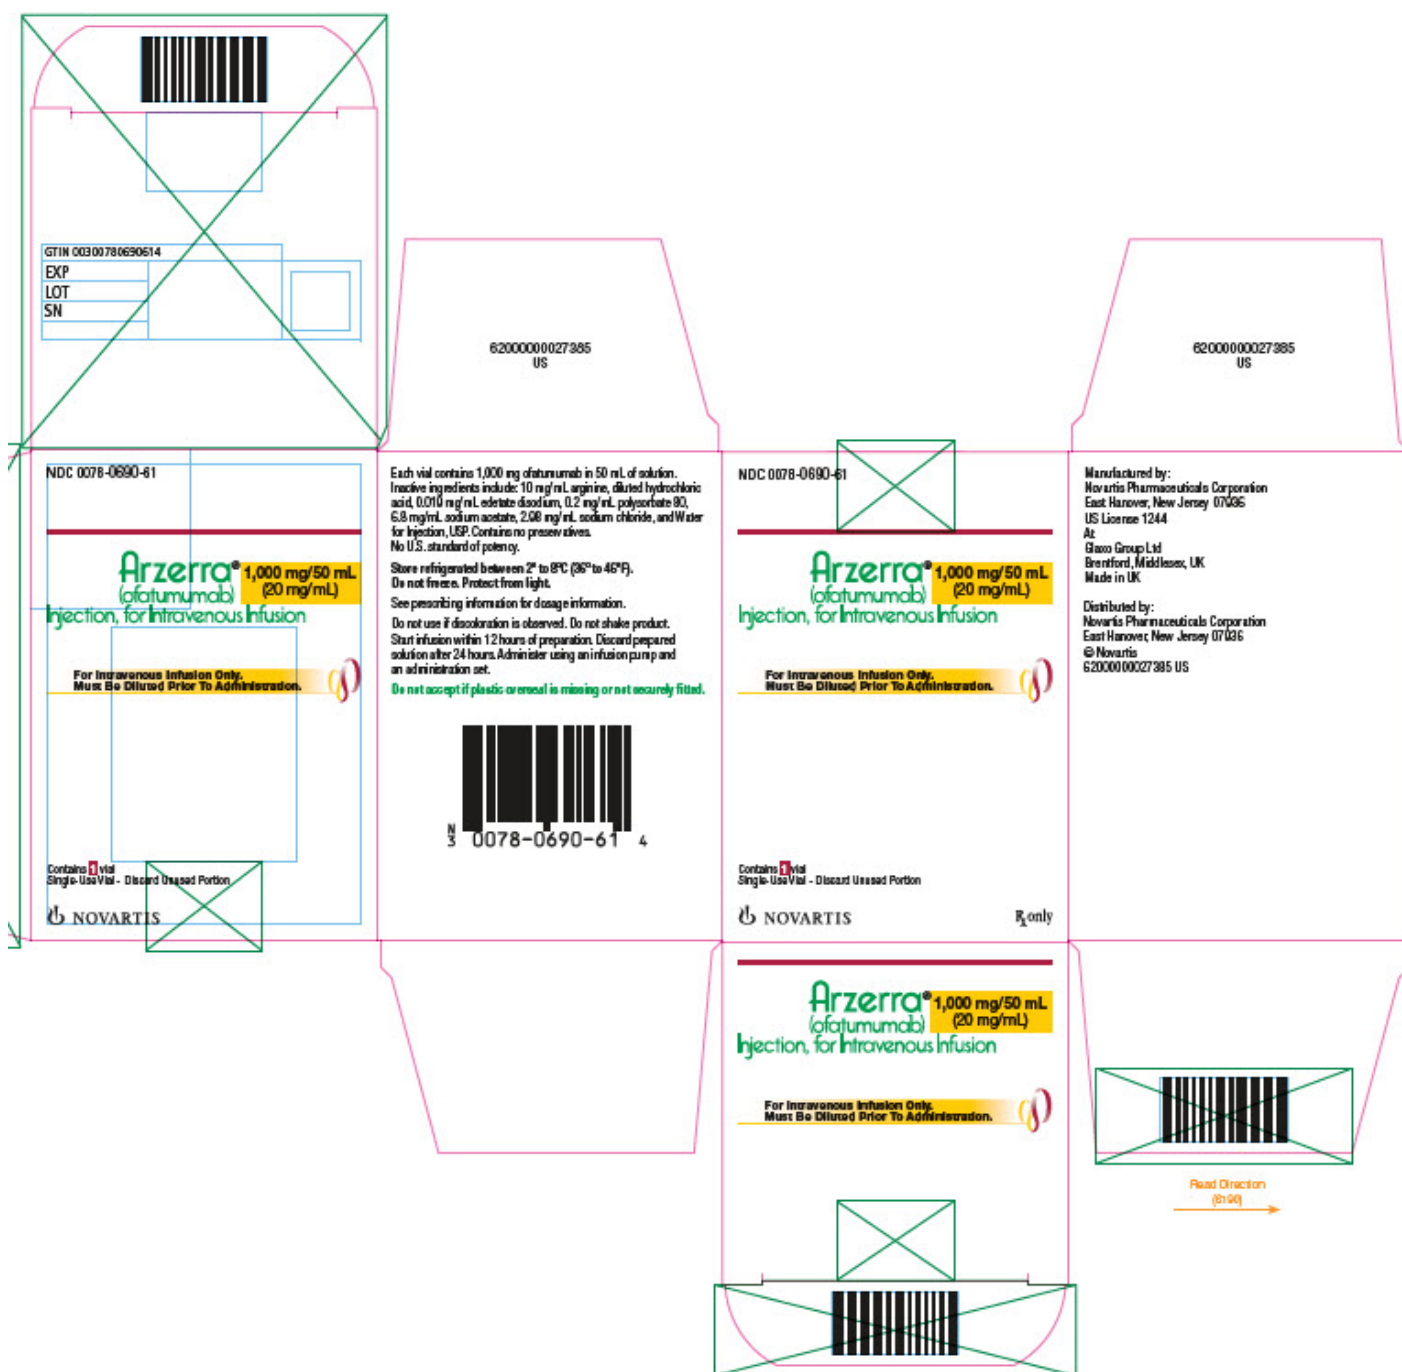 GTIN 00300780690614
EXP
LOT
SN
62000000027385
US
62000000027385
US
NDC 0078-0690-61
Arzerra®
(ofatumumab)
1,000 mg/50 mL
(20 mg/mL)
Injection, for Intravenous Infusion
For Intravenous Infusion Only.
Must Be Diluted Prior To Administration.
Contains 1 vial
Single-Use Vial - Discard Unused Portion
NOVARTIS
Each vial contains 1,000 mg ofatumumab in 50 mL of solution.
Inactive ingredients include: 10 mg/mL arginine, diluted hydrochloric
acid, 0.019 mg/mL edetate disodium, 0.2 mg/mL polysorbate 80,
6.8 mg/mL sodium acetate, 2.98 mg/mL sodium chloride, and Water
for Injection, USP. Contains no preservatives.
No U.S. standard of potency.
Store refrigerated between 2° to 8°C (36° to 46°F).
Do not freeze. Protect from light.
See prescribing information for dosage information.
Do not use if discoloration is observed. Do not shake product.
Start infusion within 12 hours of preparation. Discard prepared
solution after 24 hours. Administer using an infusion pump and
an administration set.
Do not accept if plastic overseal is missing or not securely fitted.
N
3 0078-0690-61 4
NDC 0078-0690-61
Arzerra®
(ofatumumab)
1,000 mg/50 mL
(20 mg/mL)
Injection, for Intravenous Infusion
For Intravenous Infusion Only.
Must Be Diluted Prior To Administration.
Contains 1 vial
Single-Use Vial - Discard Unused Portion
NOVARTIS
Rx only
Manufactured by:
Novartis Pharmaceuticals Corporation
East Hanover, New Jersey 07936
US License 1244
At
Glaxo Group Ltd
Brentford, Middlesex, UK
Made in UK
Distributed by:
Novartis Pharmaceuticals Corporation
East Hanover, New Jersey 07936
© Novartis
62000000027385 US
Arzerra®
(ofatumumab)
1,000 mg/50 mL
(20 mg/mL)
Injection, for Intravenous Infusion
For Intravenous Infusion Only.
Must Be Diluted Prior To Administration.
Read Direction
(6190)